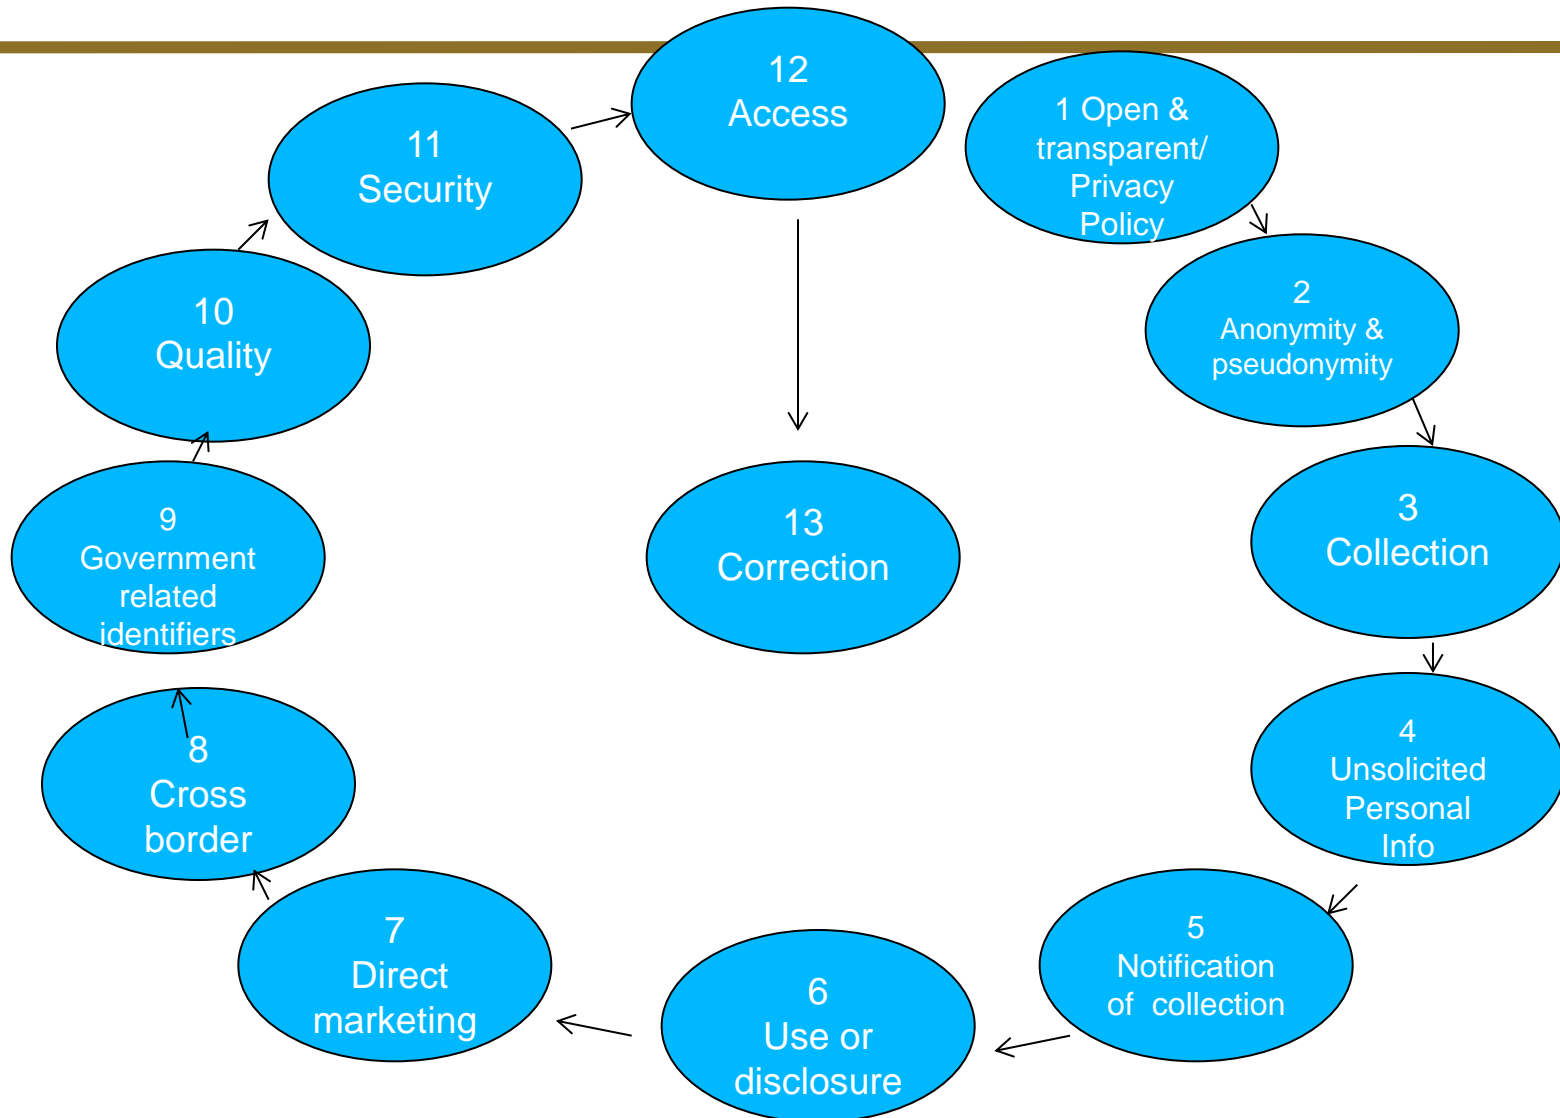 12
Access
1 Open &
transparent/
Privacy
Policy
2
Anonymity &
pseudonymity
3
Collection
4
Unsolicited
Personal
Info
5
Notification
of collection
6
Use or
disclosure
7
Direct
marketing
8
Cross
border
9
Government
related
identifiers
10
Quality
11
Security
13
Correction